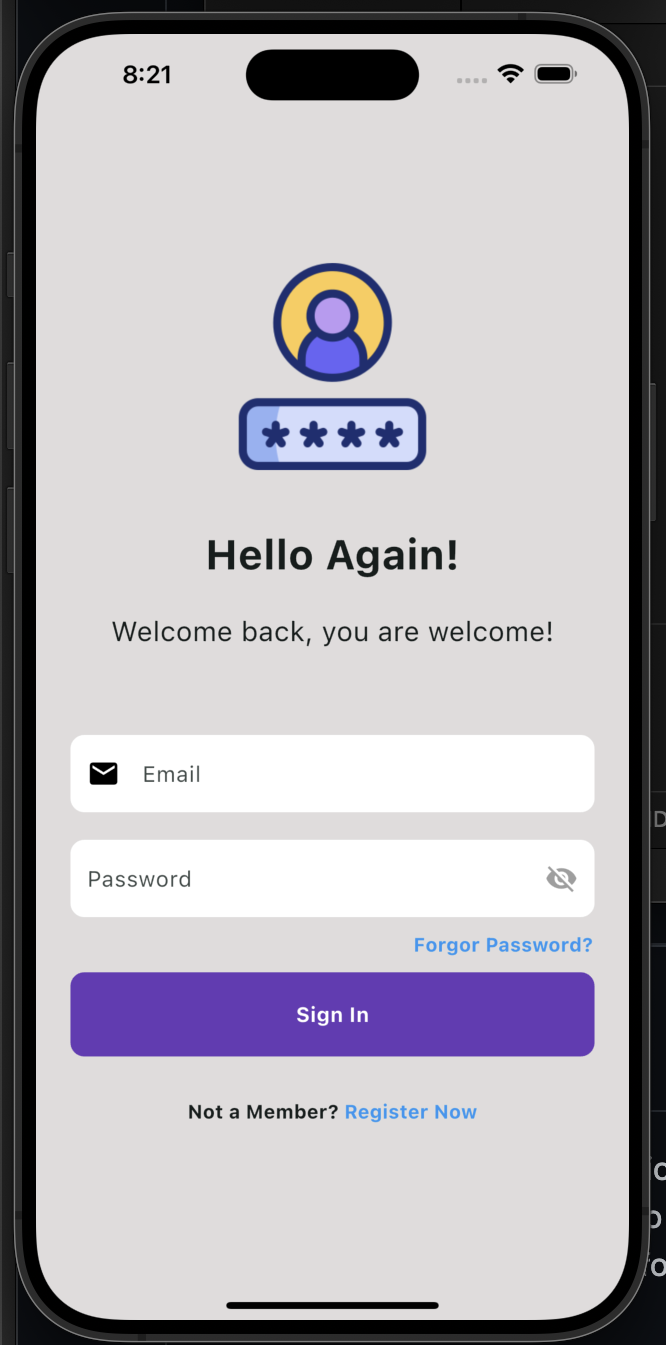 8:21
* * * *
Hello Again!
Welcome back, you are welcome!
Email
Password
Forgor Password?
Sign In
Not a Member? Register Now